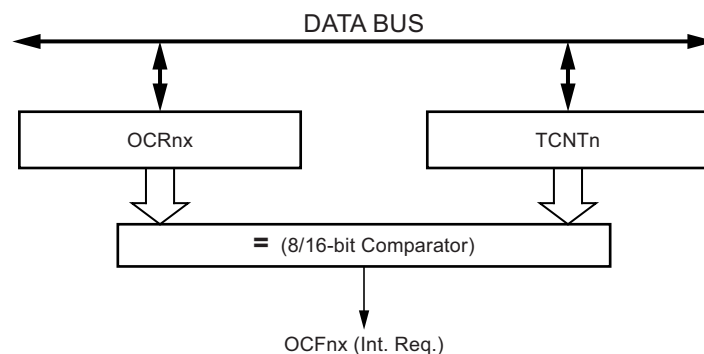 DATA BUS
OCRnx
TCNTn
= (8/16-bit Comparator)
OCFnx (Int. Req.)